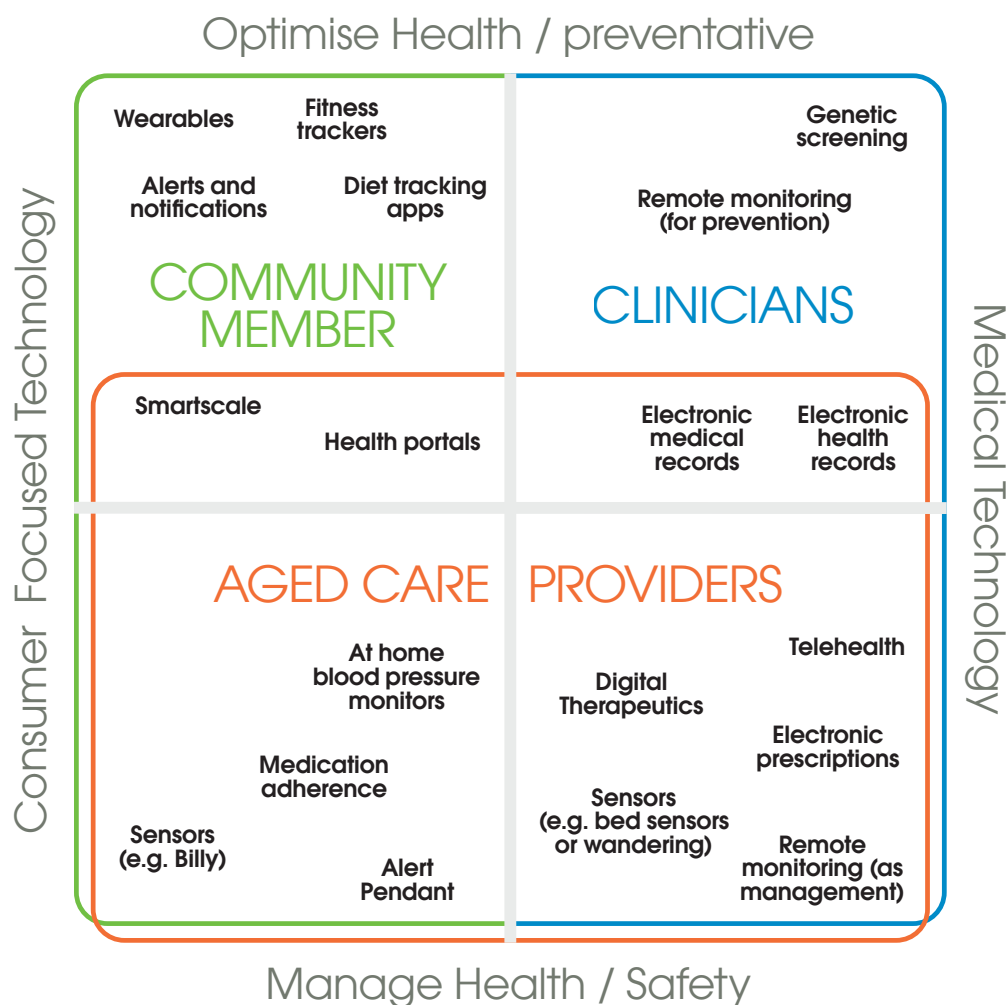 Optimise Health / preventative
Consumer Focused Technology
Wearables
Fitness
trackers
Alerts and
notifications
Diet tracking
apps
COMMUNITY
MEMBER
Smartscale
Health portals
Genetic
screening
Remote monitoring
(for prevention)
CLINICIANS
Electronic
medical
records
Electronic
health
records
Medical Technology
AGED CARE PROVIDERS
At home
blood pressure
monitors
Medication
adherence
Sensors
(e.g. Billy)
Alert
Pendant
Telehealth
Digital
Therapeutics
Electronic
prescriptions
Sensors
(e.g. bed sensors
or wandering)
Remote
monitoring (as
management)
Manage Health / Safety